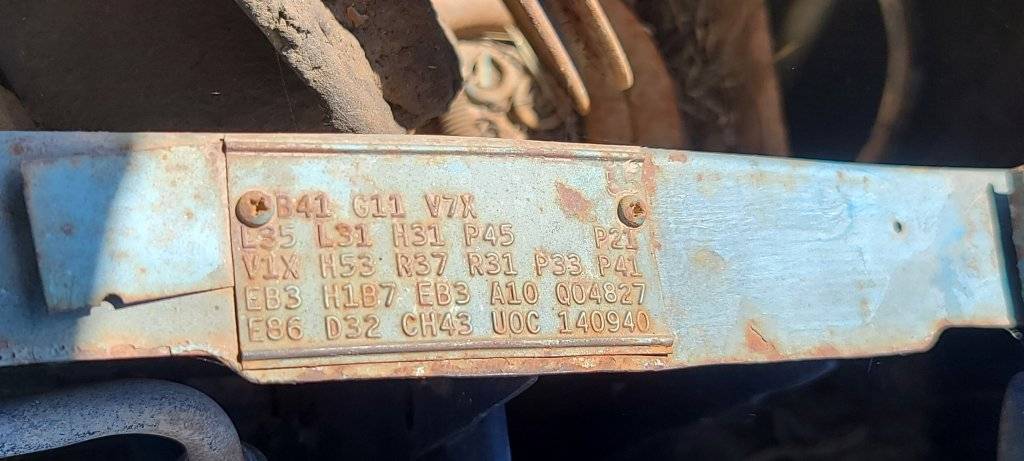 B41 G11 V7X
L35 L31 H31 P45 P21
V1X H53 R37 R31 P33 P41
EB3 H1B7 EB3 A10 Q04827
E86 D32 CH43 U0C 140940